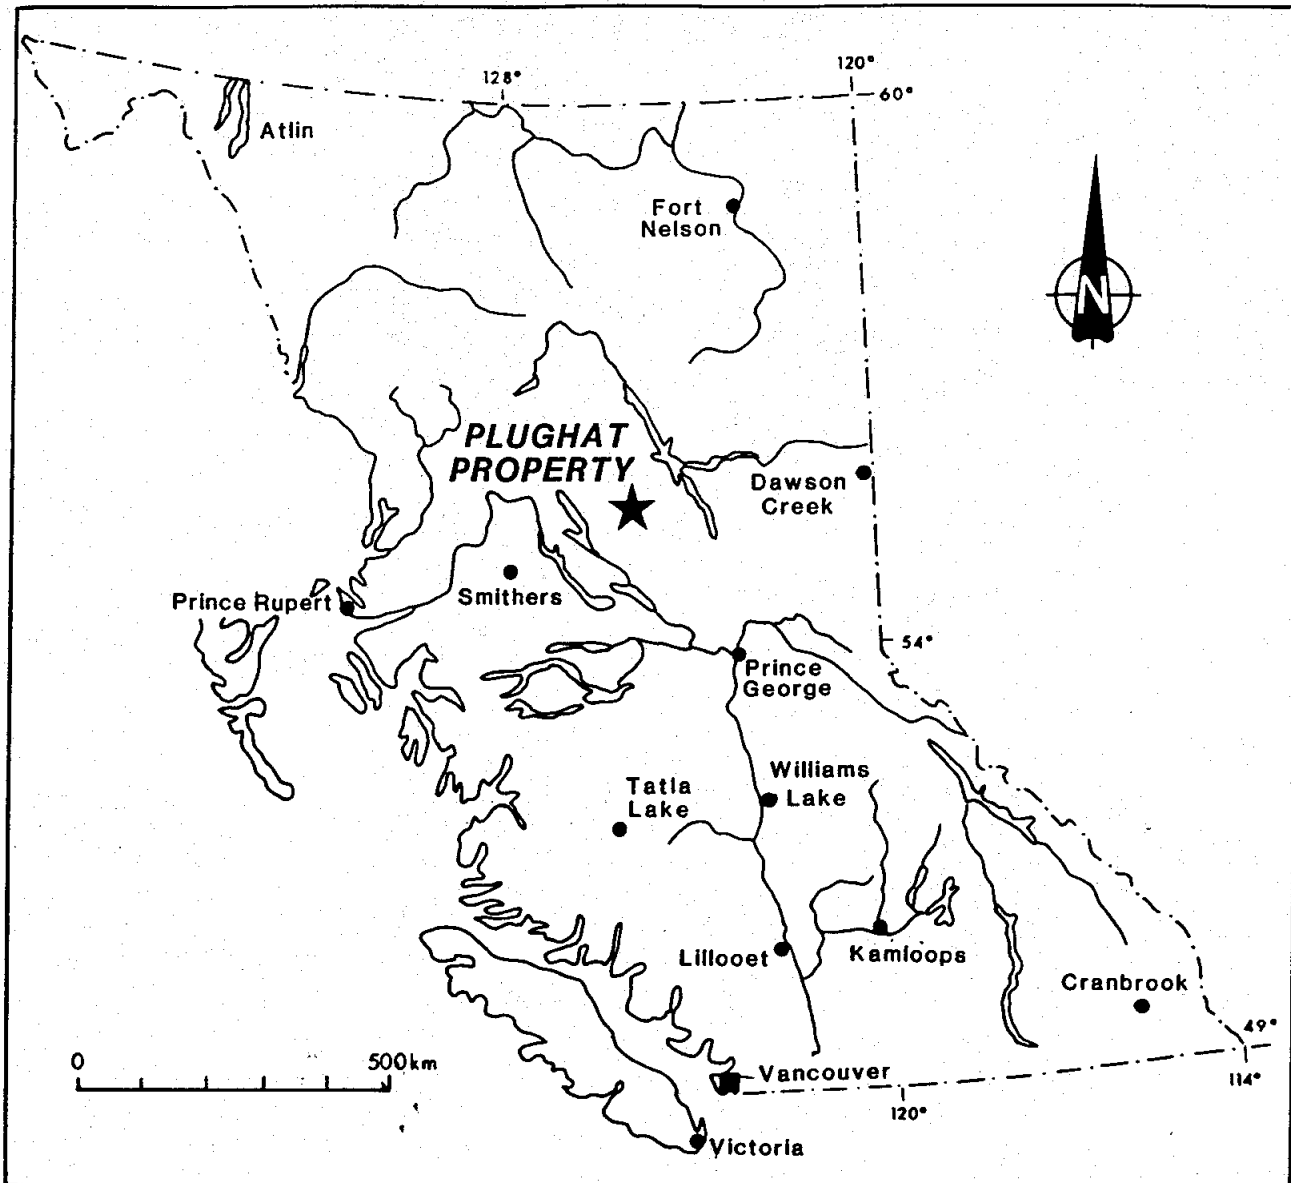 128°
120°
60°
Atlin
Fort
Nelson
N
PLUGHAT
PROPERTY
Dawson
Creek
Prince Rupert
Smithers
54°
Prince
George
Williams
Lake
Tatla
Lake
Lillooet
Kamloops
Cranbrook
49°
0
500km
Vancouver
114°
120°
Victoria